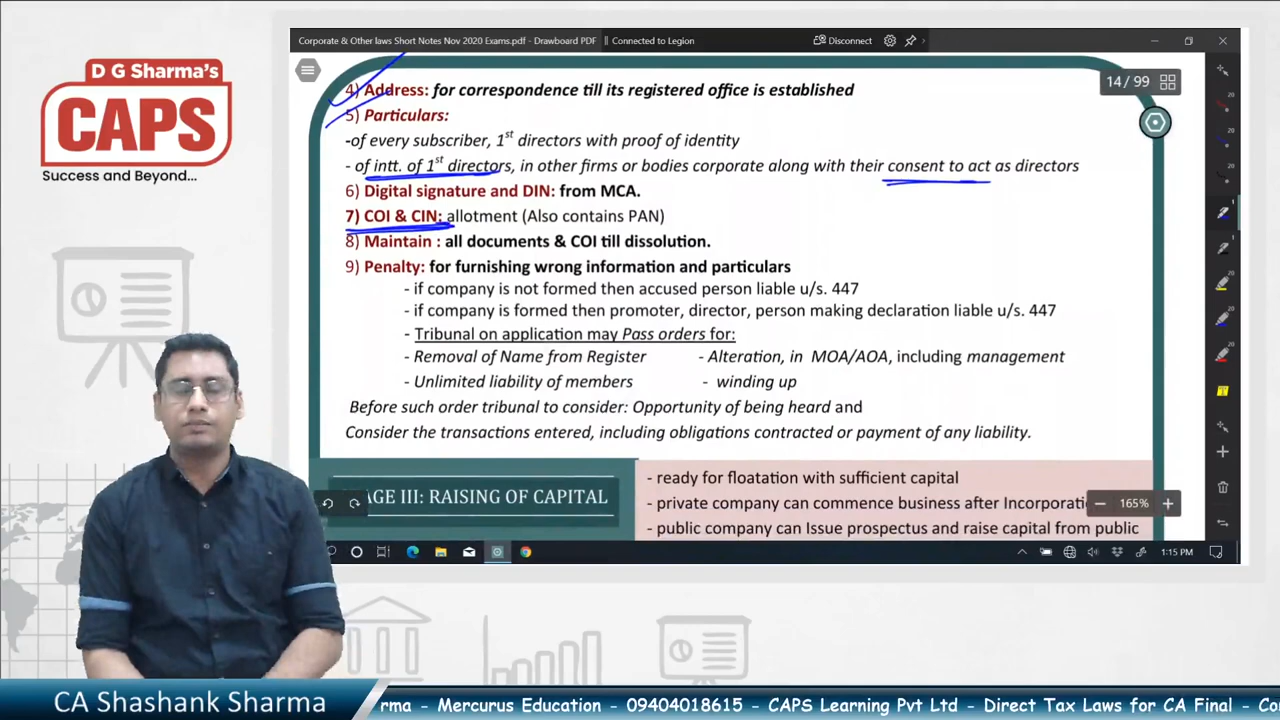 D G Sharma's
CAPS
Success and Beyond...
Corporate & Other laws Short Notes Nov 2020 Exams.pdf - Drawboard PDF || Connected to Legion
Disconnect
14 / 99
4) Address: for correspondence till its registered office is established
5) Particulars:
-of every subscriber, 1st directors with proof of identity
- of intt. of 1st directors, in other firms or bodies corporate along with their consent to act as directors
6) Digital signature and DIN: from MCA.
7) COI & CIN: allotment (Also contains PAN)
8) Maintain : all documents & COI till dissolution.
9) Penalty: for furnishing wrong information and particulars
- if company is not formed then accused person liable u/s. 447
- if company is formed then promoter, director, person making declaration liable u/s. 447
- Tribunal on application may Pass orders for:
- Removal of Name from Register - Alteration, in MOA/AOA, including management
- Unlimited liability of members - winding up
Before such order tribunal to consider: Opportunity of being heard and
Consider the transactions entered, including obligations contracted or payment of any liability.
AGE III: RAISING OF CAPITAL
- ready for floatation with sufficient capital
- private company can commence business after Incorporati
- public company can Issue prospectus and raise capital from public
165%
1:15 PM
20
20
20
20
CA Shashank Sharma
rma - Mercurus Education - 09404018615 - CAPS Learning Pvt Ltd - Direct Tax Laws for CA Final - Co